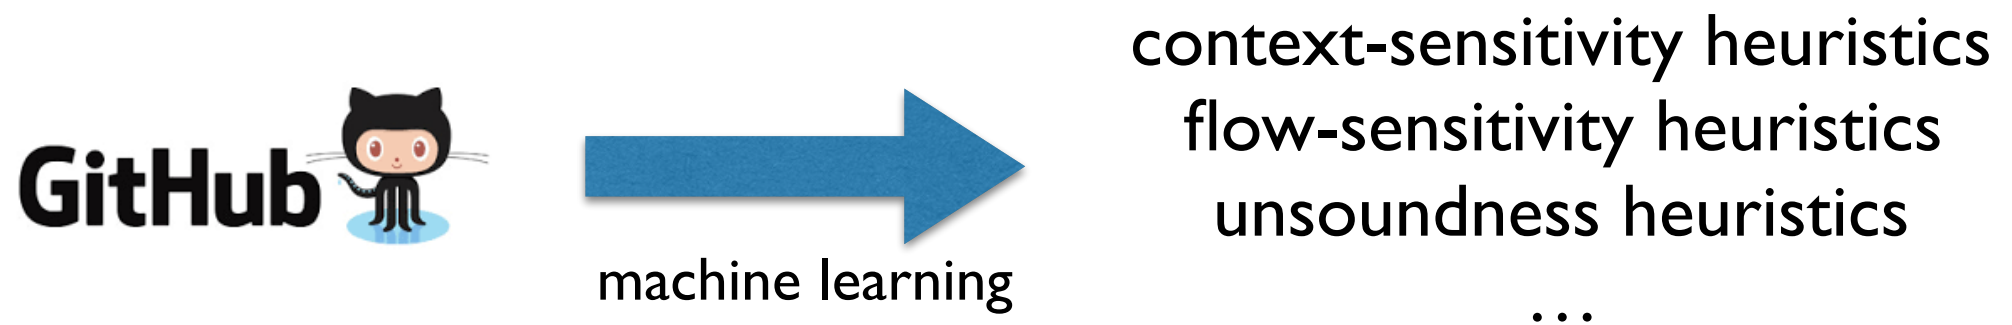 GitHub
machine learning
context-sensitivity heuristics
flow-sensitivity heuristics
unsoundness heuristics
...